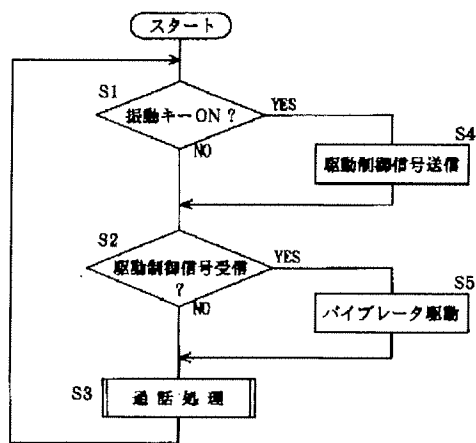 スタート
S1
振動キーON?
YES
NO
S4
駆動制御信号送信
S2
駆動制御信号受信
?
YES
NO
S5
バイブレータ駆動
S3
通話処理